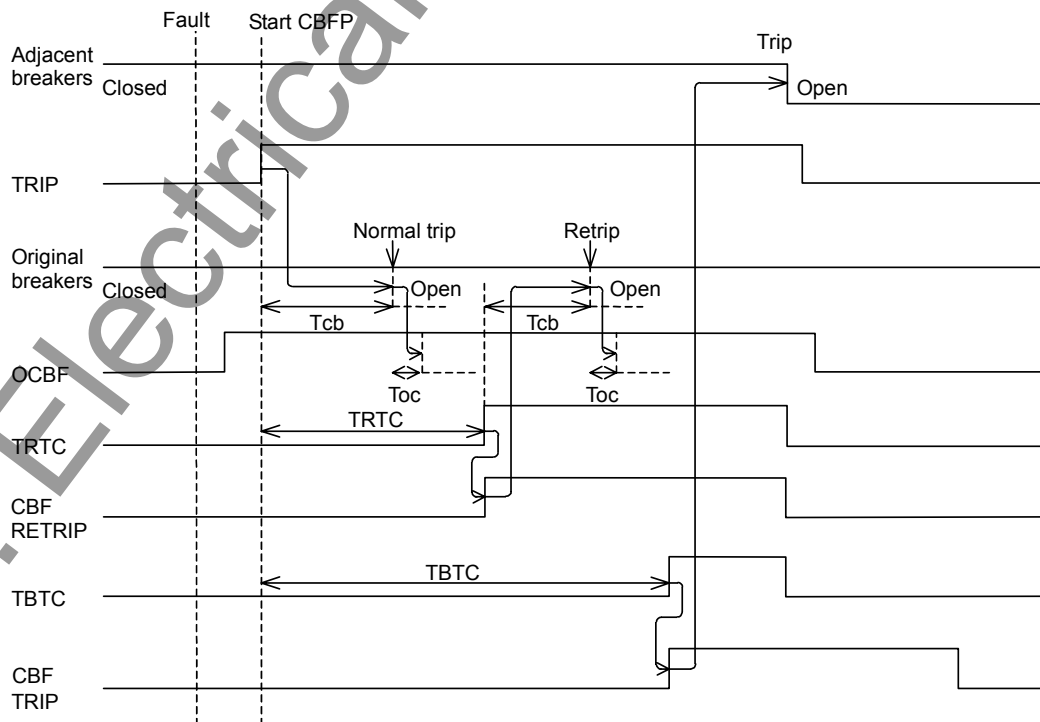 Fault
Start CBFP
Adjacent
breakers
Closed
Trip
Open
TRIP
Normal trip
Retrip
Original
breakers
Closed
Open
Open
Tcb
Tcb
OCBF
Toc
Toc
TRTC
TRTC
CBF
RETRIP
TBTC
TBTC
CBF
TRIP
Electrical